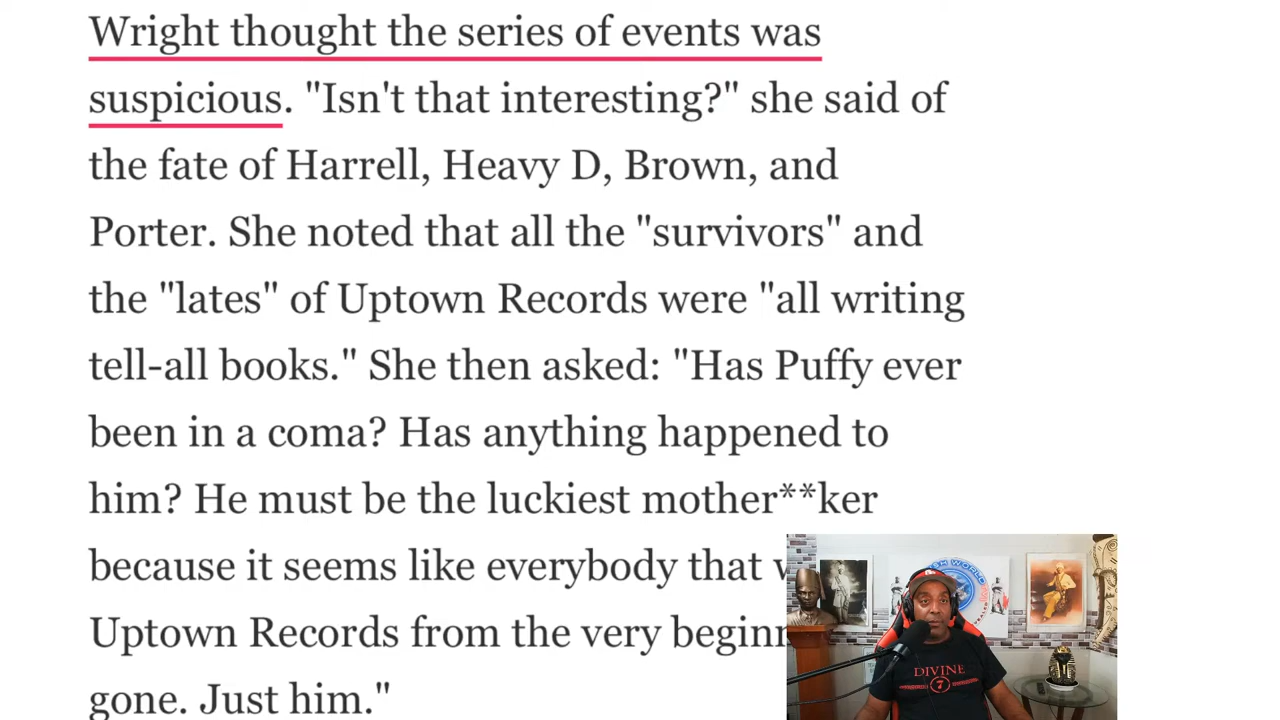 Wright thought the series of events was
suspicious. "Isn't that interesting?" she said of
the fate of Harrell, Heavy D, Brown, and
Porter. She noted that all the "survivors" and
the "lates" of Uptown Records were "all writing
tell-all books." She then asked: "Has Puffy ever
been in a coma? Has anything happened to
him? He must be the luckiest mother**ker
because it seems like everybody that
Uptown Records from the very
gone. Just him."
WORLD
DIVINE
7